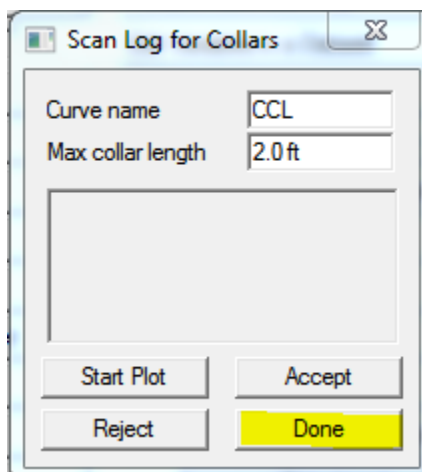 Scan Log for Collars
Curve name CCL
Max collar length 2.0 ft
Start Plot Accept
Reject Done